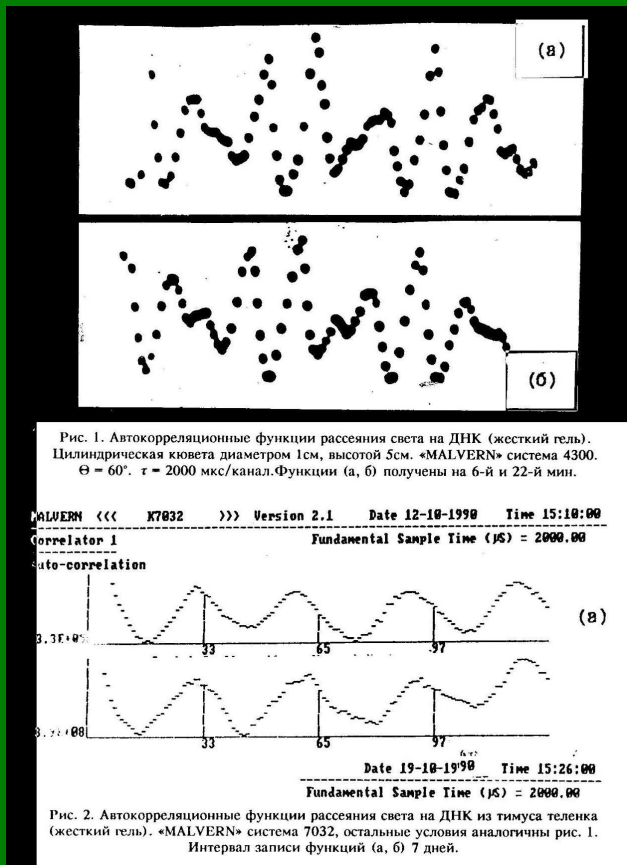 (а)
(б)
Рис. 1. Автокорреляционные функции рассеяния света на ДНК (жесткий гель).
Цилиндрическая кювета диаметром 1см, высотой 5см. «MALVERN» система 4300.
Θ = 60°. τ = 2000 мкс/канал.Функции (а, б) получены на 6-й и 22-й мин.
MALVERN <<< K7032 >>> Version 2.1 Date 12-10-1990 Time 15:10:00
Correlator 1 Fundamental Sample Time (µS) = 2000.00
auto-correlation
(а)
33 65 97
33 65 97
Date 19-10-1990 Time 15:26:00
Fundamental Sample Time (µS) = 2000.00
Рис. 2. Автокорреляционные функции рассеяния света на ДНК из тимуса теленка
(жесткий гель). «MALVERN» система 7032, остальные условия аналогичны рис. 1.
Интервал записи функций (а, б) 7 дней.